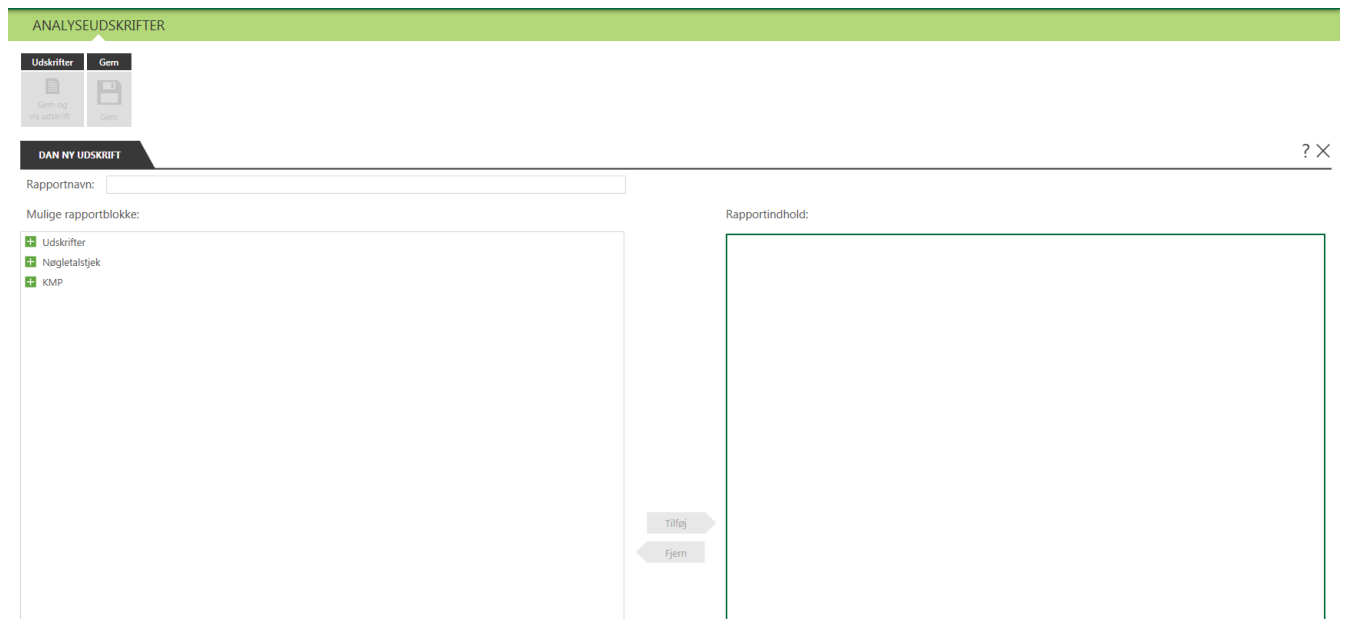 ANALYSEUDSKRIFTER
Udskrifter Gem
Gem og
vis udskrift Gem
DAN NY UDSKRIFT ?
Rapportnavn:
Mulige rapportblokke: Rapportindhold:
Udskrifter
Nøgletalstjek
KMP
Tilføj
Fjern